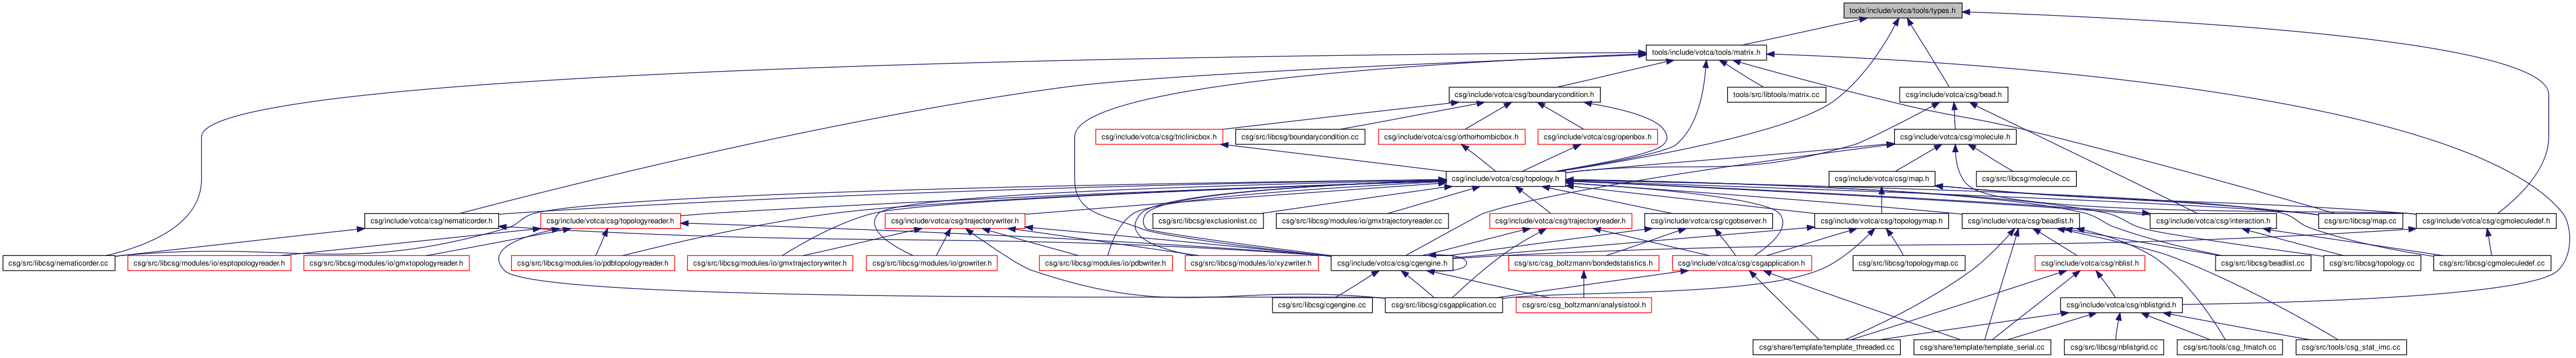 tools/include/votca/tools/types.h
tools/include/votca/tools/matrix.h
csg/include/votca/csg/boundarycondition.h
tools/src/libtools/matrix.cc
csg/include/votca/csg/bead.h
csg/include/votca/csg/triclinicbox.h
csg/src/libcsg/boundarycondition.cc
csg/include/votca/csg/orthorhombicbox.h
csg/include/votca/csg/openbox.h
csg/include/votca/csg/molecule.h
csg/include/votca/csg/topology.h
csg/include/votca/csg/map.h
csg/src/libcsg/molecule.cc
csg/include/votca/csg/nematicorder.h
csg/include/votca/csg/topologyreader.h
csg/include/votca/csg/trajectorywriter.h
csg/src/libcsg/exclusionlist.cc
csg/src/libcsg/modules/io/gmxtrajectoryreader.cc
csg/include/votca/csg/trajectoryreader.h
csg/include/votca/csg/cgobserver.h
csg/include/votca/csg/topologymap.h
csg/include/votca/csg/beadlist.h
csg/include/votca/csg/interaction.h
csg/src/libcsg/map.cc
csg/include/votca/csg/cgmoleculedef.h
csg/src/libcsg/nematicorder.cc
csg/src/libcsg/modules/io/esptopologyreader.h
csg/src/libcsg/modules/io/gmxtopologyreader.h
csg/src/libcsg/modules/io/pdbtopologyreader.h
csg/src/libcsg/modules/io/gmxtrajectorywriter.h
csg/src/libcsg/modules/io/growriter.h
csg/src/libcsg/modules/io/pdbwriter.h
csg/src/libcsg/modules/io/xyzwriter.h
csg/include/votca/csg/cgengine.h
csg/src/csg_boltzmann/bondedstatistics.h
csg/include/votca/csg/csgapplication.h
csg/src/libcsg/topologymap.cc
csg/include/votca/csg/nblist.h
csg/src/libcsg/beadlist.cc
csg/src/libcsg/topology.cc
csg/src/libcsg/cgmoleculedef.cc
csg/src/libcsg/cgengine.cc
csg/src/libcsg/csgapplication.cc
csg/src/csg_boltzmann/analysistool.h
csg/include/votca/csg/nblistgrid.h
csg/share/template/template_threaded.cc
csg/share/template/template_serial.cc
csg/src/libcsg/nblistgrid.cc
csg/src/tools/csg_fmatch.cc
csg/src/tools/csg_stat_imc.cc